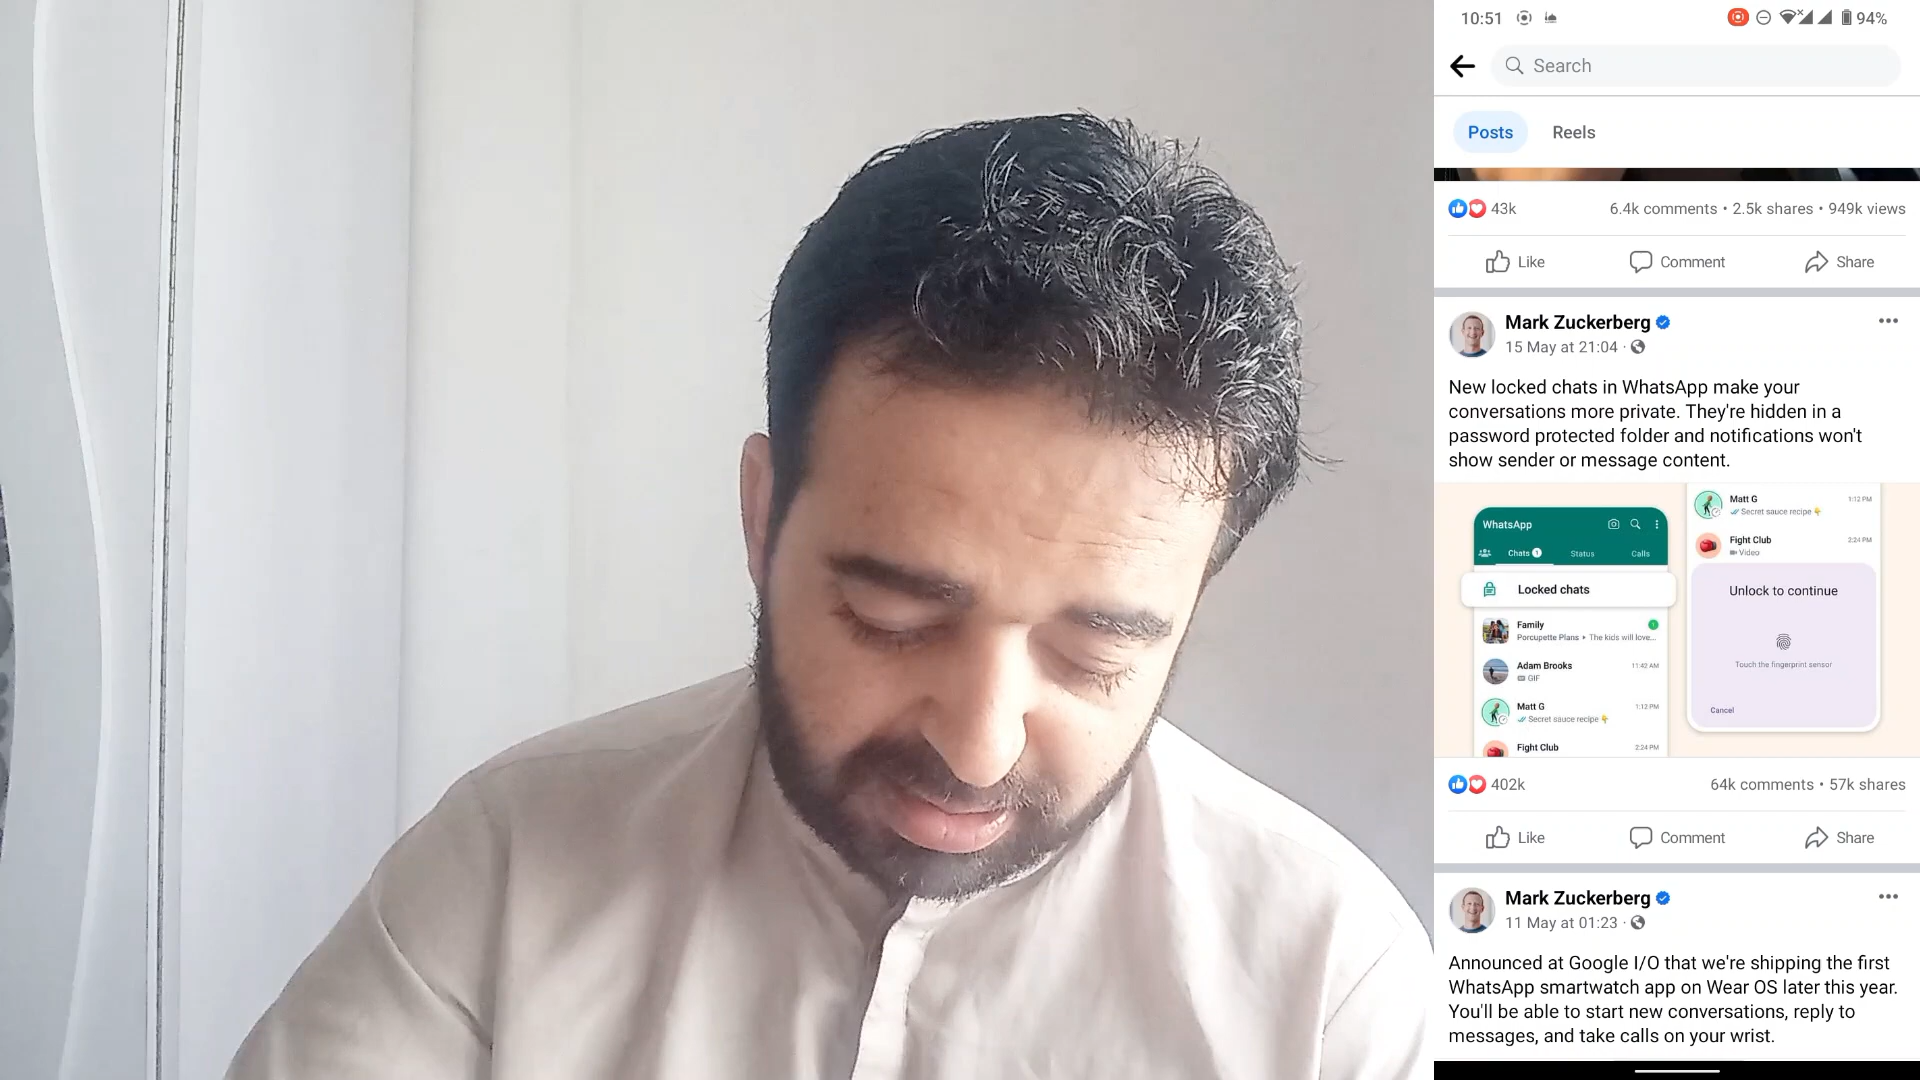 10:51
94%
Search
Posts Reels
43k 6.4k comments • 2.5k shares • 949k views
Like Comment Share
Mark Zuckerberg
15 May at 21:04 ·
New locked chats in WhatsApp make your
conversations more private. They're hidden in a
password protected folder and notifications won't
show sender or message content.
WhatsApp
Chats 1 Status Calls
Locked chats
Family
Porcupette Plans ▸ The kids will love...
1
Adam Brooks 11:42 AM
GIF
Matt G 1:12 PM
Secret sauce recipe
Fight Club 2:24 PM
Matt G 1:12 PM
Secret sauce recipe
Fight Club 2:24 PM
Video
Unlock to continue
Touch the fingerprint sensor
Cancel
402k 64k comments • 57k shares
Like Comment Share
Mark Zuckerberg
11 May at 01:23 ·
Announced at Google I/O that we're shipping the first
WhatsApp smartwatch app on Wear OS later this year.
You'll be able to start new conversations, reply to
messages, and take calls on your wrist.